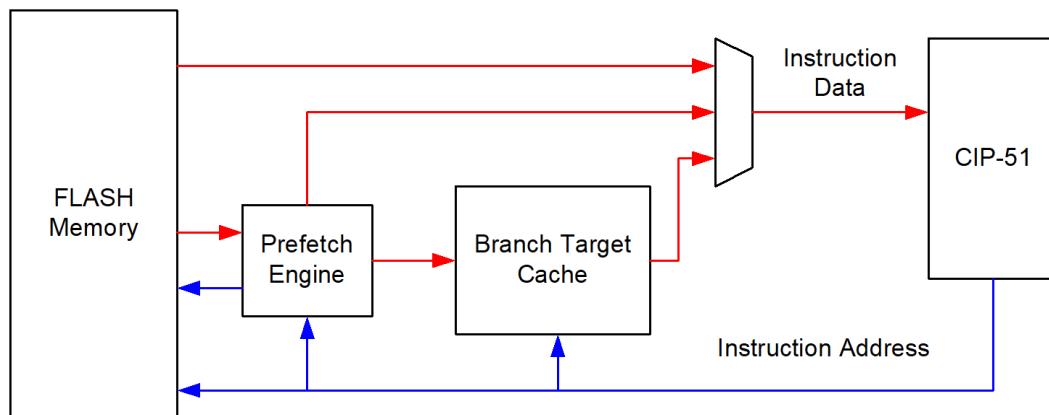 FLASH
Memory
Prefetch
Engine
Branch Target
Cache
Instruction
Data
CIP-51
Instruction Address